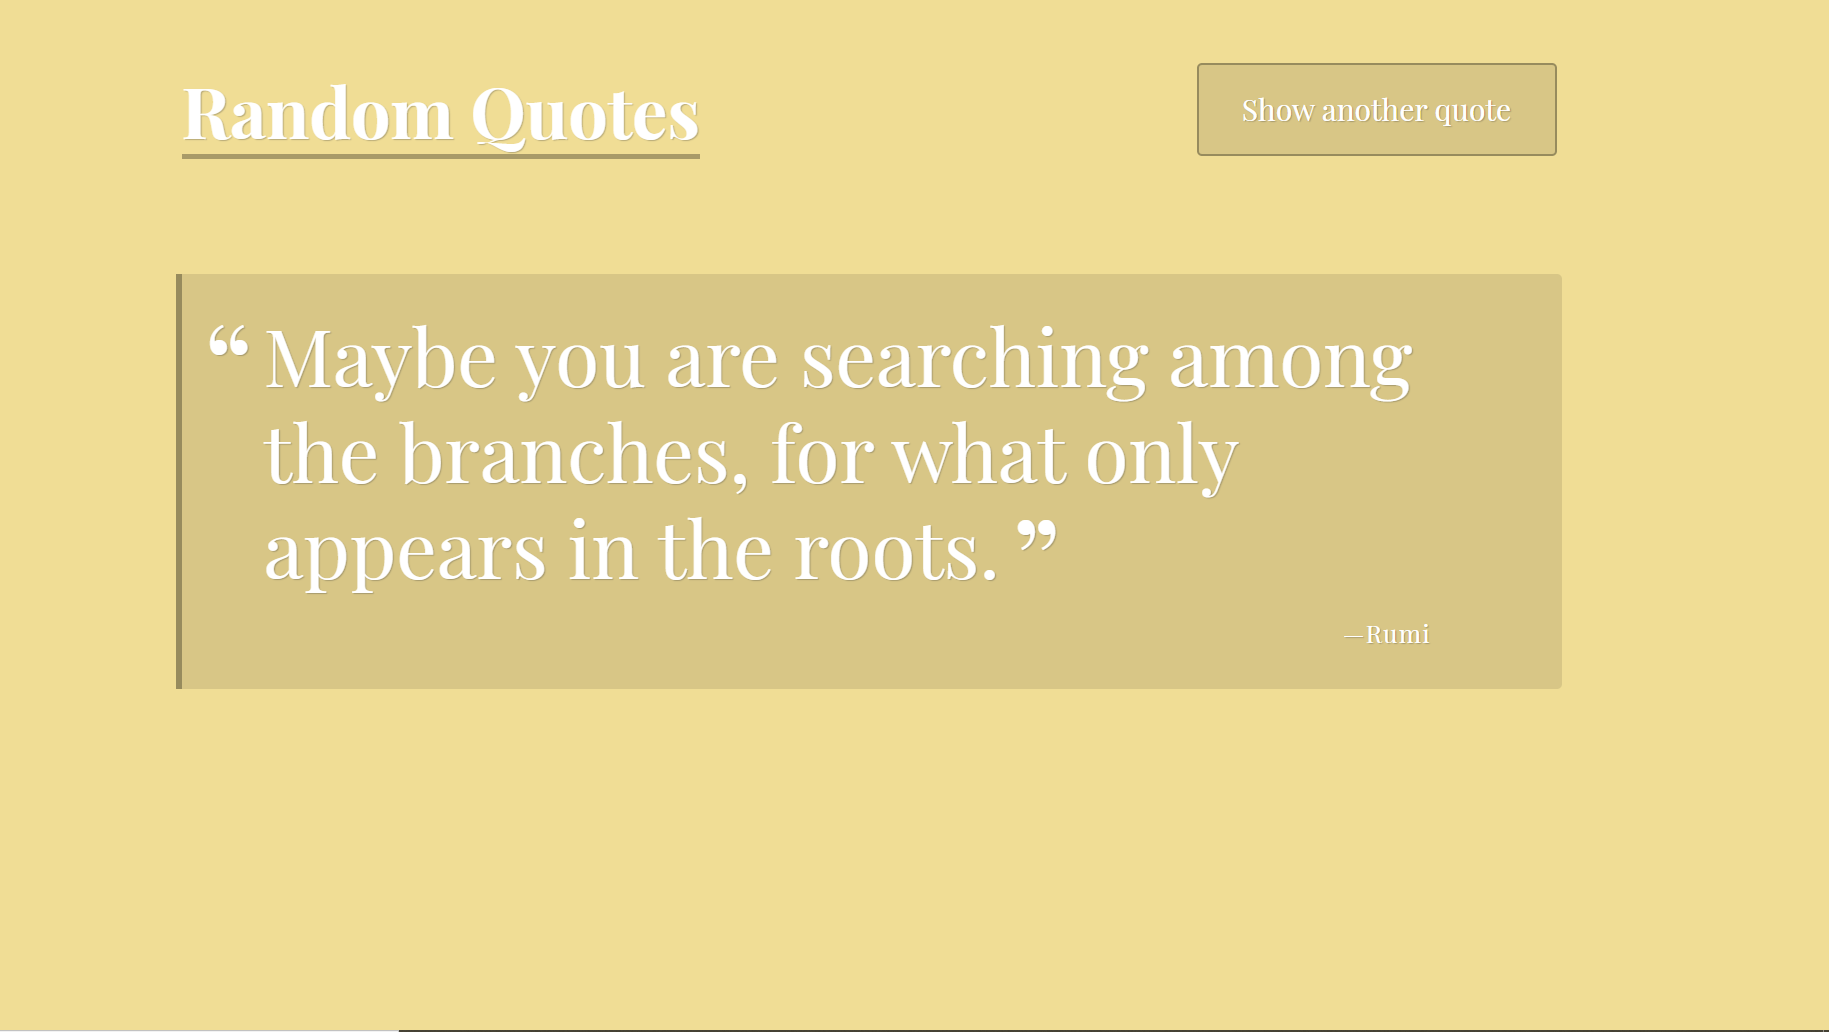 Random Quotes
Show another quote
“ Maybe you are searching among
the branches, for what only
appears in the roots. ”
—Rumi